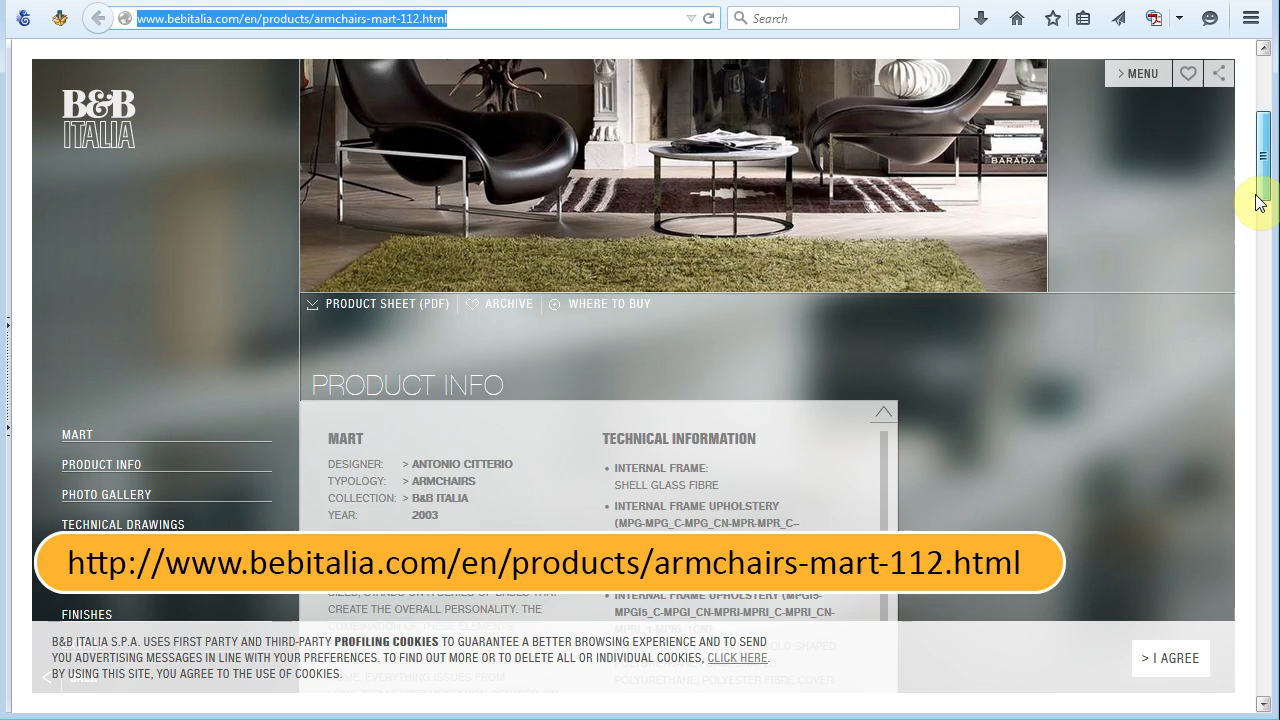 www.bebitalia.com/en/products/armchairs-mart-112.html
Search
B&B
ITALIA
> MENU
BARADA
PRODUCT SHEET (PDF)
ARCHIVE
WHERE TO BUY
PRODUCT INFO
MART
PRODUCT INFO
PHOTO GALLERY
TECHNICAL DRAWINGS
FINISHES
MART
DESIGNER: > ANTONIO CITTERIO
TYPOLOGY: > ARMCHAIRS
COLLECTION: > B&B ITALIA
YEAR: 2003
CREATE THE OVERALL PERSONALITY. THE
TECHNICAL INFORMATION
• INTERNAL FRAME:
SHELL GLASS FIBRE
• INTERNAL FRAME UPHOLSTERY
(MPG-MPG_C-MPG_CN-MPR-MPR_C--
• INTERNAL FRAME UPHOLSTERY (MPGI5-
MPGI5_C-MPGI_CN-MPRI-MPRI_C-MPRI_CN-
http://www.bebitalia.com/en/products/armchairs-mart-112.html
B&B ITALIA S.P.A. USES FIRST PARTY AND THIRD-PARTY PROFILING COOKIES TO GUARANTEE A BETTER BROWSING EXPERIENCE AND TO SEND
YOU ADVERTISING MESSAGES IN LINE WITH YOUR PREFERENCES. TO FIND OUT MORE OR TO DELETE ALL OR INDIVIDUAL COOKIES, CLICK HERE.
BY USING THIS SITE, YOU AGREE TO THE USE OF COOKIES.
> I AGREE